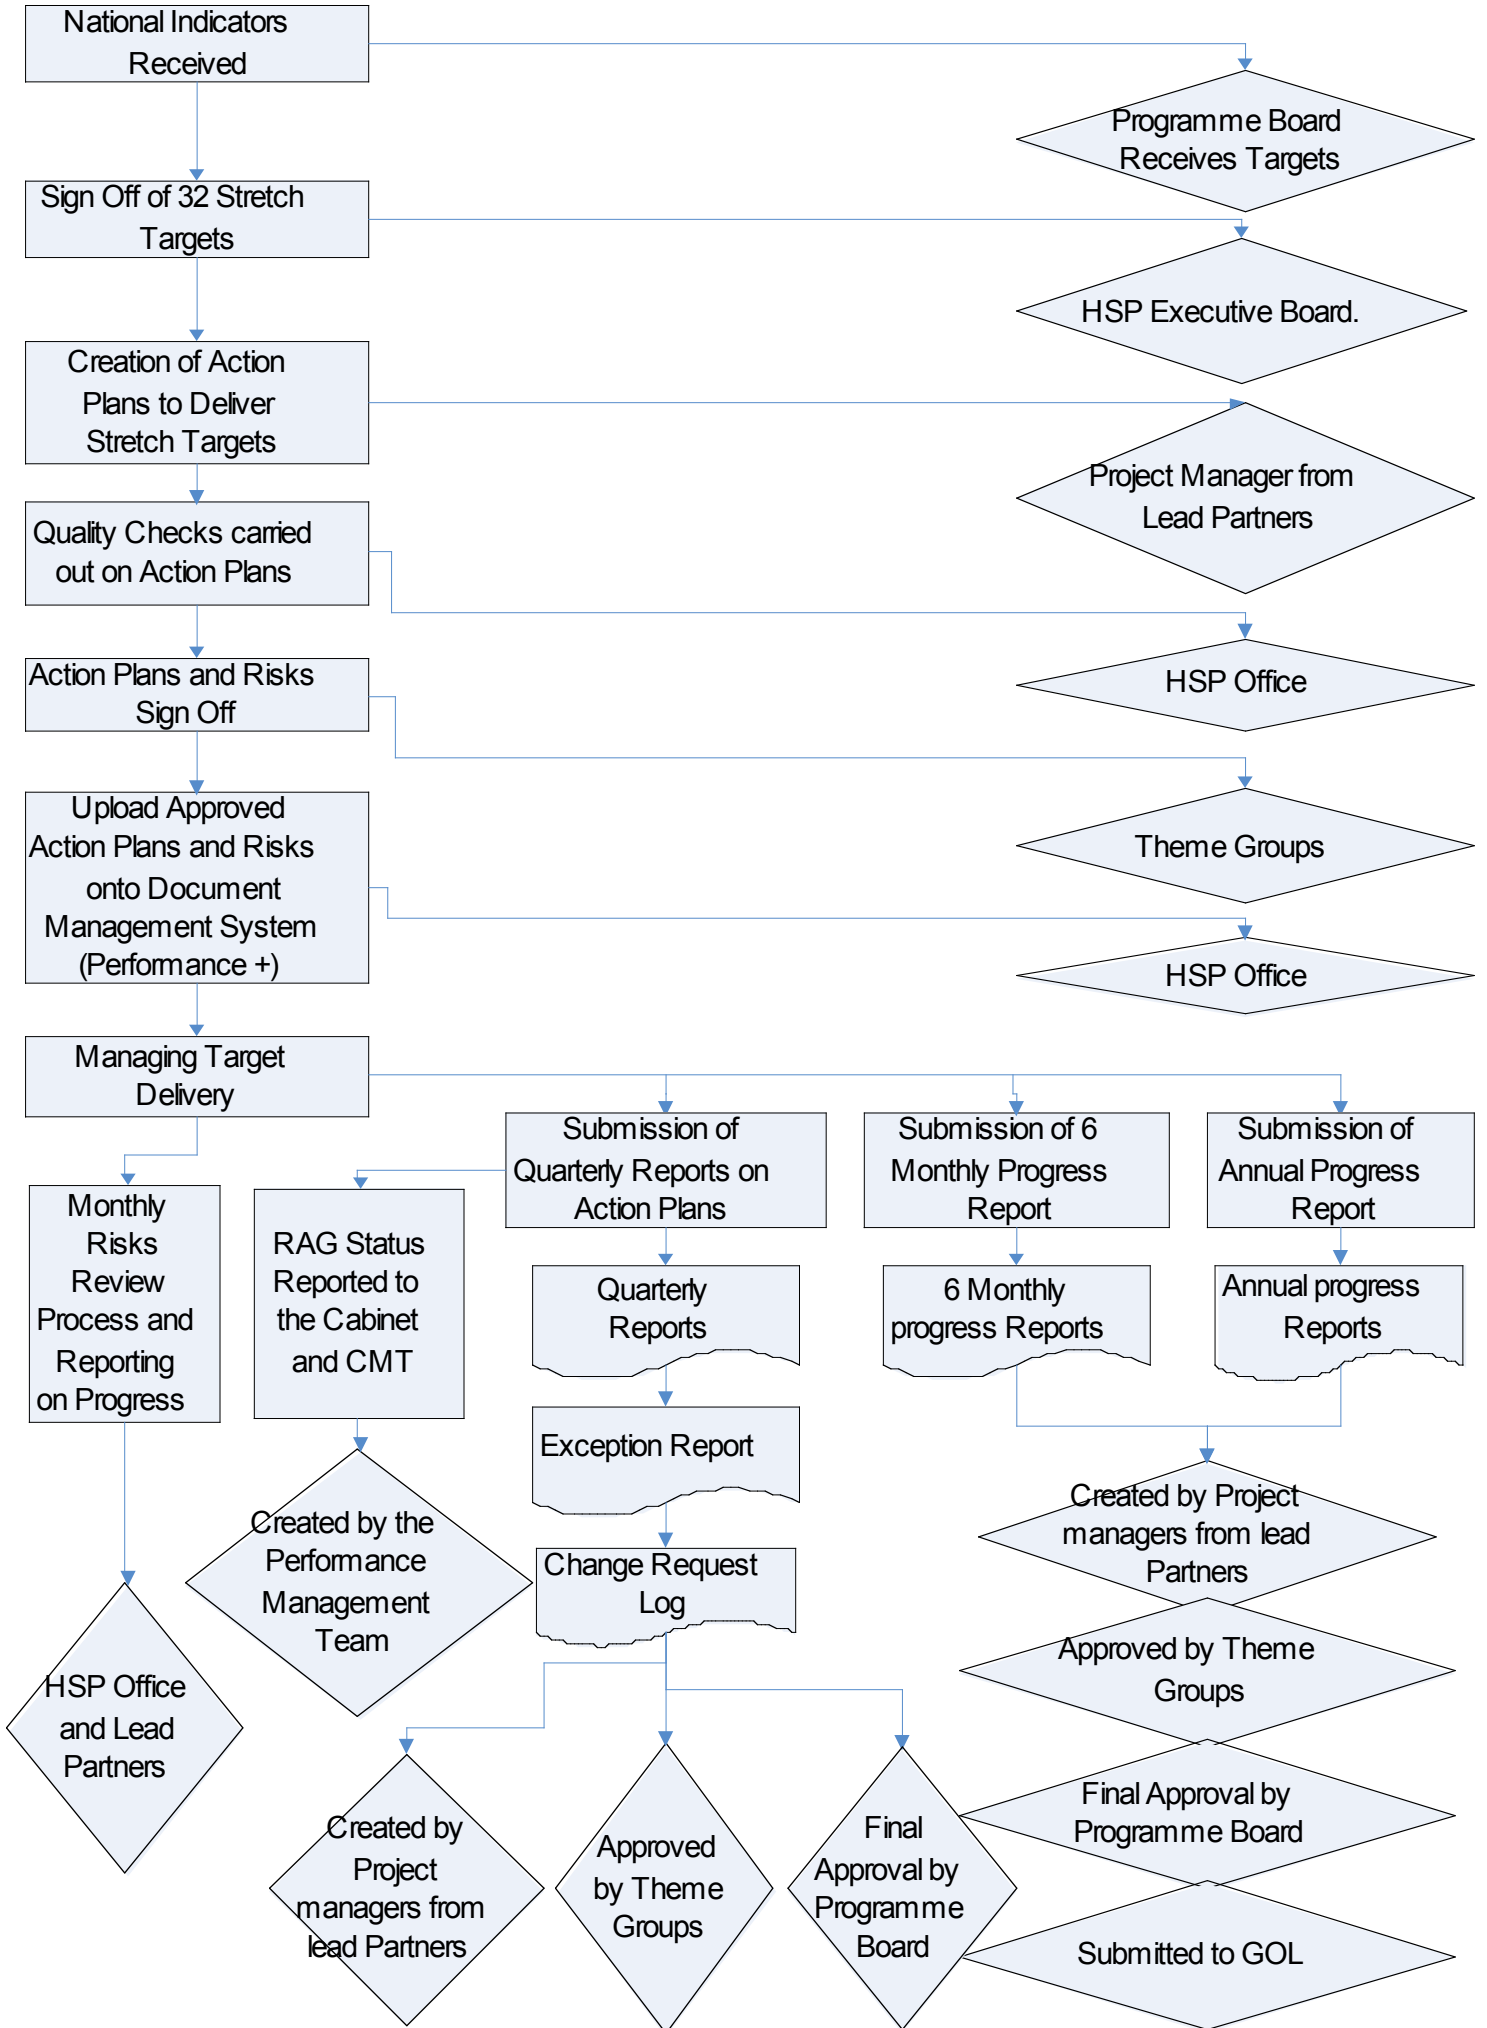 National Indicators
Received
Programme Board
Receives Targets
Sign Off of 32 Stretch
Targets
HSP Executive Board.
Creation of Action
Plans to Deliver
Stretch Targets
Project Manager from
Lead Partners
Quality Checks carried
out on Action Plans
HSP Office
Action Plans and Risks
Sign Off
Theme Groups
Upload Approved
Action Plans and Risks
onto Document
Management System
(Performance +)
HSP Office
Managing Target
Delivery
Monthly
Risks
Review
Process and
Reporting
on Progress
RAG Status
Reported to
the Cabinet
and CMT
Submission of
Quarterly Reports on
Action Plans
Submission of 6
Monthly Progress
Report
Submission of
Annual Progress
Report
Quarterly
Reports
6 Monthly
progress Reports
Annual progress
Reports
Exception Report
Change Request
Log
HSP Office
and Lead
Partners
Created by the
Performance
Management
Team
Created by
Project
managers from
lead Partners
Approved
by Theme
Groups
Final
Approval by
Programme
Board
Created by Project
managers from lead
Partners
Approved by Theme
Groups
Final Approval by
Programme Board
Submitted to GOL